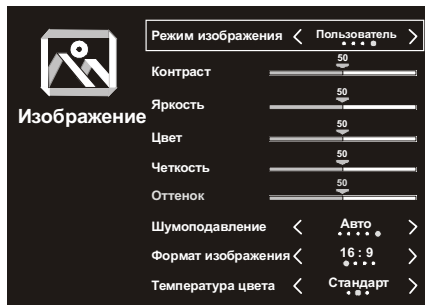 Изображение
Режим изображения Пользователь
Контраст 50
Яркость 50
Цвет 50
Четкость 50
Оттенок 50
Шумоподавление Авто
Формат изображения 16 : 9
Температура цвета Стандарт